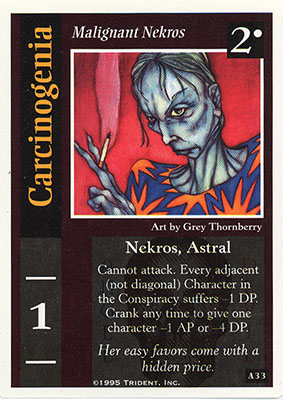 Carcinogenia
Malignant Nekros
2•
Art by Grey Thornberry
Nekros, Astral
Cannot attack. Every adjacent
(not diagonal) Character in
the Conspiracy suffers –1 DP.
Crank any time to give one
character –1 AP or –4 DP.
Her easy favors come with a
hidden price.
1
©1995 TRIDENT, INC.
A33